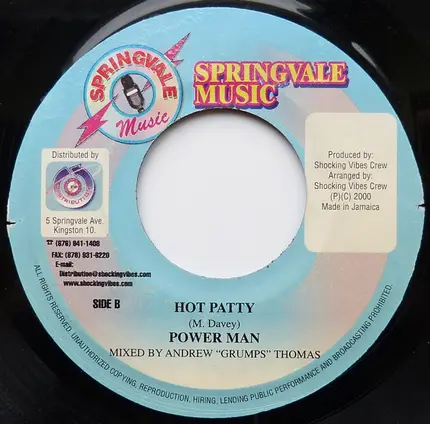 SPRINGVALE
Music
SPRINGVALE
MUSIC
Distributed by
5 Springvale Ave.
Kingston 10.
☎ (876) 941-1408
FAX: (876) 931-6220
E-mail:
Distribution@shockingvibes.com
www.shockingvibes.com
SIDE B
Produced by:
Shocking Vibes Crew
Arranged by:
Shocking Vibes Crew
(P)(C) 2000
Made in Jamaica
HOT PATTY
(M. Davey)
POWER MAN
MIXED BY ANDREW "GRUMPS" THOMAS
ALL RIGHTS RESERVED. UNAUTHORIZED COPYING, REPRODUCTION, HIRING, LENDING PUBLIC PERFORMANCE AND BROADCASTING PROHIBITED.